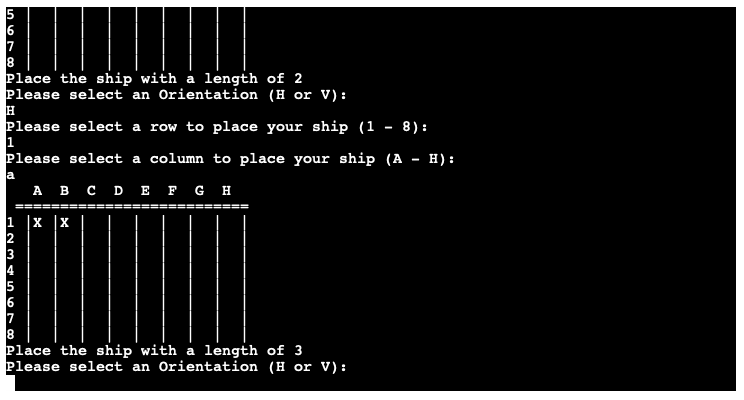 5 |  |  |  |  |  |  |  |  |
6 |  |  |  |  |  |  |  |  |
7 |  |  |  |  |  |  |  |  |
8 |  |  |  |  |  |  |  |  |
Place the ship with a length of 2
Please select an Orientation (H or V):
H
Please select a row to place your ship (1 - 8):
1
Please select a column to place your ship (A - H):
a
   A  B  C  D  E  F  G  H
 ==========================
1 |X |X |  |  |  |  |  |  |
2 |  |  |  |  |  |  |  |  |
3 |  |  |  |  |  |  |  |  |
4 |  |  |  |  |  |  |  |  |
5 |  |  |  |  |  |  |  |  |
6 |  |  |  |  |  |  |  |  |
7 |  |  |  |  |  |  |  |  |
8 |  |  |  |  |  |  |  |  |
Place the ship with a length of 3
Please select an Orientation (H or V):